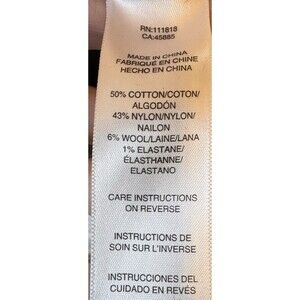 RN:111818
CA:45885
MADE IN CHINA
FABRIQUÉ EN CHINE
HECHO EN CHINA
50% COTTON/COTON/
ALGODÓN
43% NYLON/NYLON/
NAILON
6% WOOL/LAINE/LANA
1% ELASTANE/
ÉLASTHANNE/
ELASTANO
CARE INSTRUCTIONS
ON REVERSE
INSTRUCTIONS DE
SOIN SUR L'INVERSE
INSTRUCCIONES DEL
CUIDADO EN REVÉS